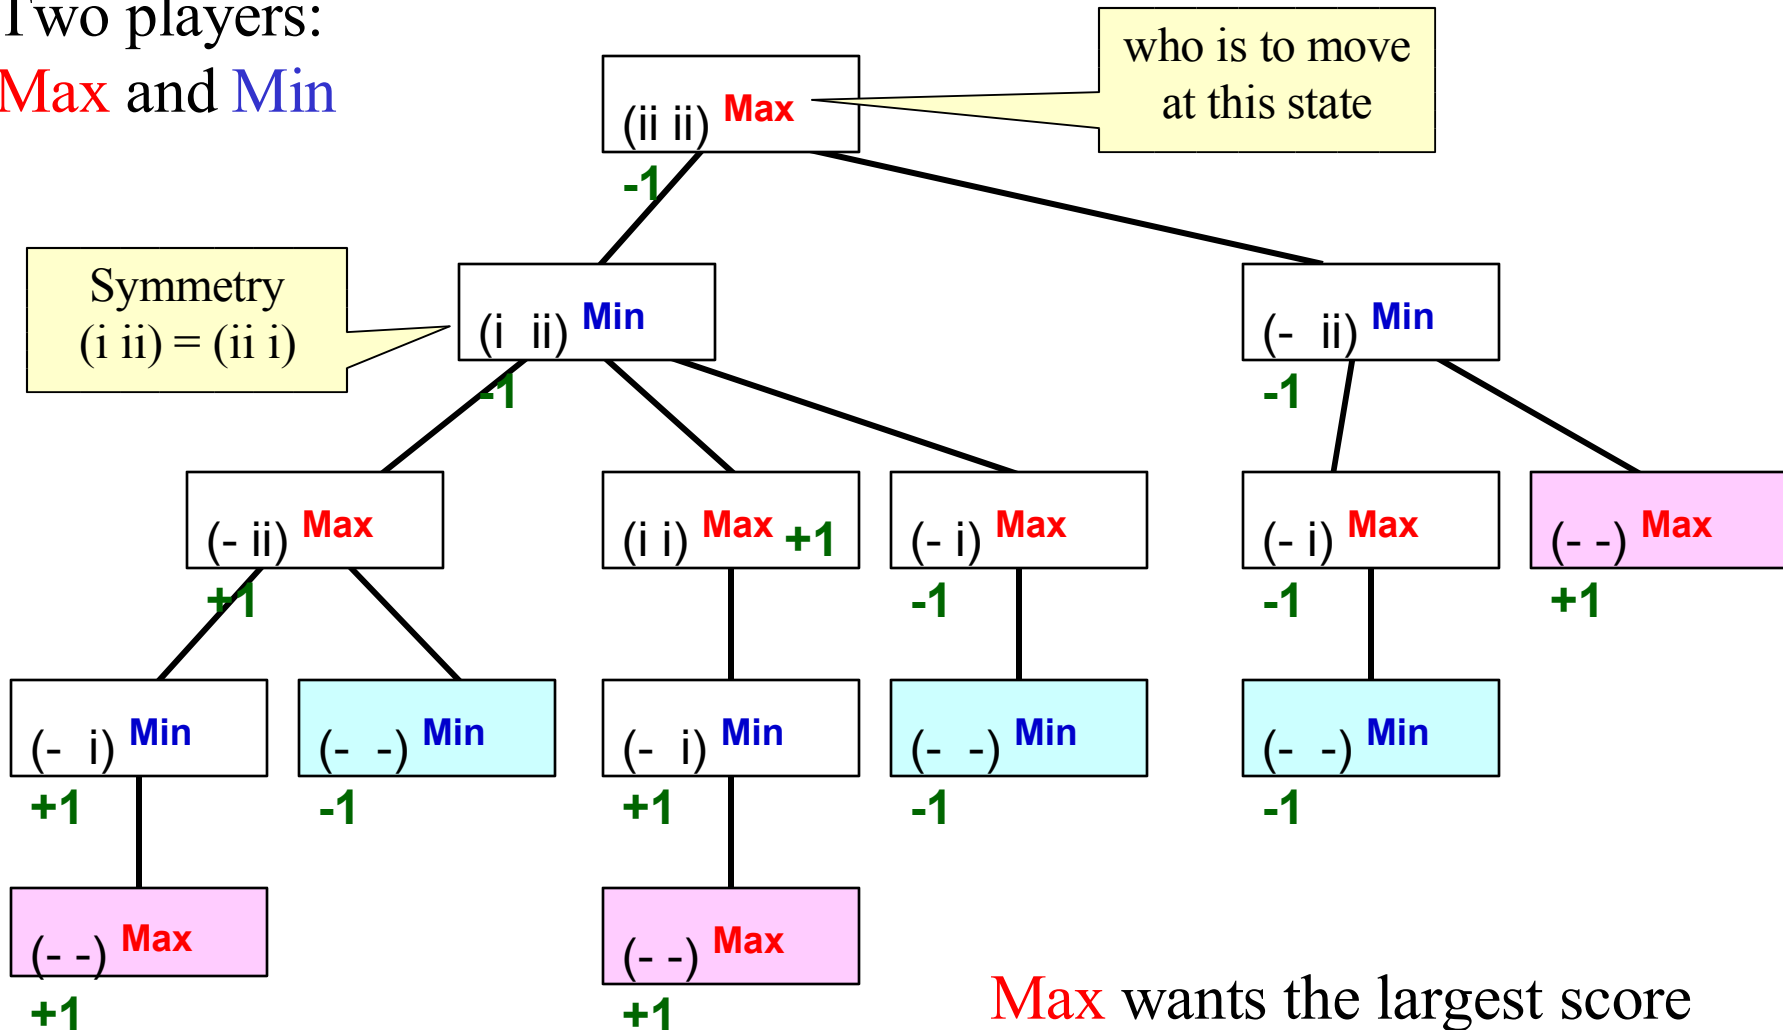 Two players:
Max and Min
who is to move
at this state
(ii ii) Max
-1
Symmetry
(i ii) = (ii i)
(i ii) Min
-1
(- ii) Min
-1
(- ii) Max
+1
(i i) Max +1
(- i) Max
-1
(- i) Max
-1
(- -) Max
+1
(- i) Min
+1
(- -) Min
-1
(- i) Min
+1
(- -) Min
-1
(- -) Min
-1
(- -) Max
+1
(- -) Max
+1
Max wants the largest score